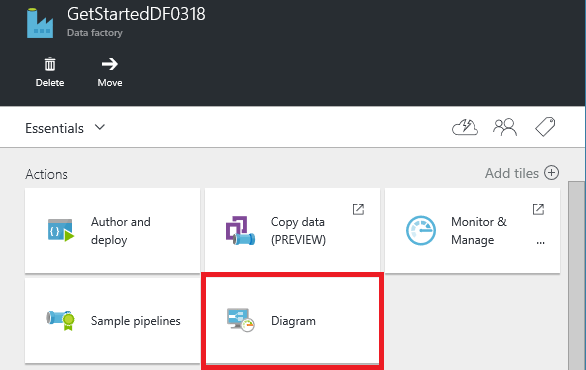 GetStartedDF0318
Data factory
Delete
Move
Essentials
Actions
Add tiles
Author and
deploy
Copy data
(PREVIEW)
Monitor &
Manage
...
Sample pipelines
Diagram